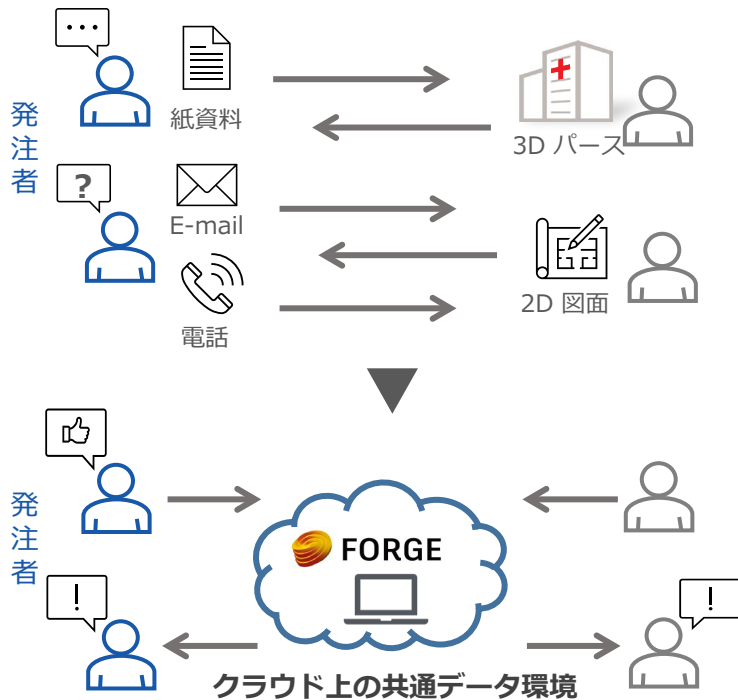 ...
発注者
紙資料
3D パース
?
E-mail
電話
2D 図面
発注者
FORGE
!
!
クラウド上の共通データ環境